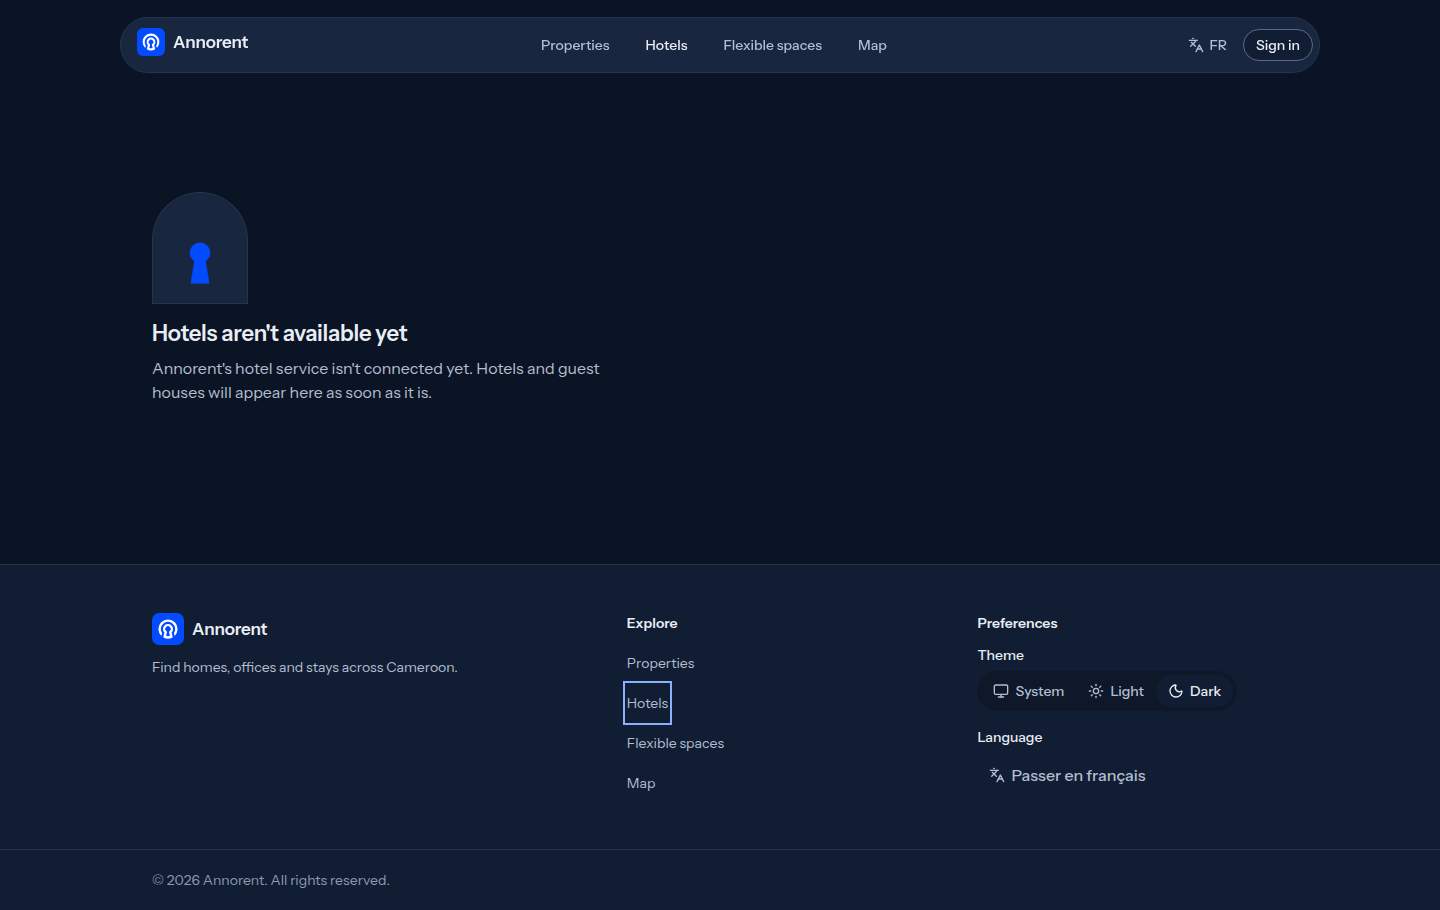 Annorent
Properties
Hotels
Flexible spaces
Map
FR
Sign in
Hotels aren't available yet
Annorent's hotel service isn't connected yet. Hotels and guest
houses will appear here as soon as it is.
Annorent
Find homes, offices and stays across Cameroon.
Explore
Properties
Hotels
Flexible spaces
Map
Preferences
Theme
System
Light
Dark
Language
Passer en français
© 2026 Annorent. All rights reserved.